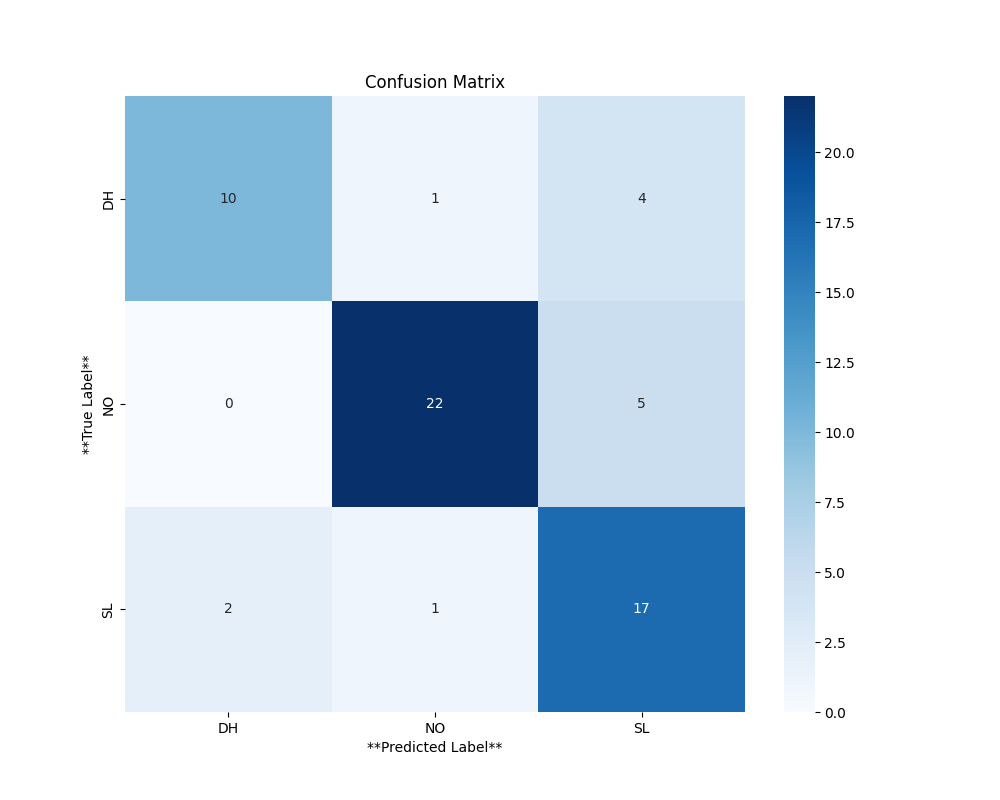 Confusion Matrix
**True Label**
DH
10
1
4
NO
0
22
5
SL
2
1
17
DH
NO
SL
**Predicted Label**
20.0
17.5
15.0
12.5
10.0
7.5
5.0
2.5
0.0